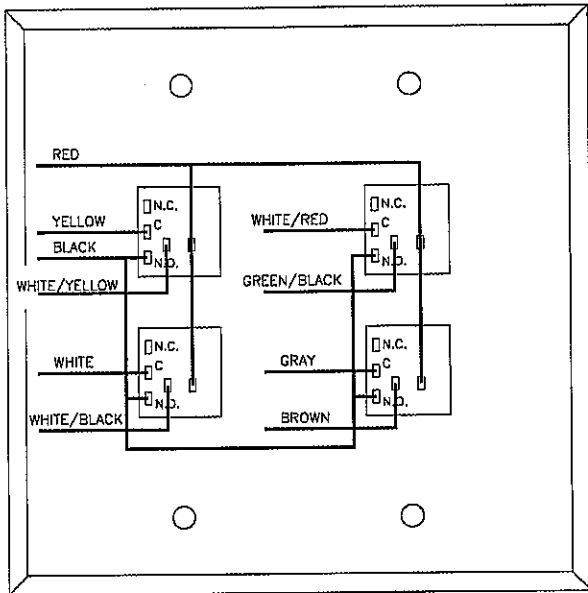 RED
N.C.
YELLOW
C
BLACK
N.O.
WHITE/YELLOW
N.C.
WHITE/RED
C
N.O.
GREEN/BLACK
N.C.
WHITE
C
N.O.
WHITE/BLACK
N.C.
GRAY
C
N.O.
BROWN